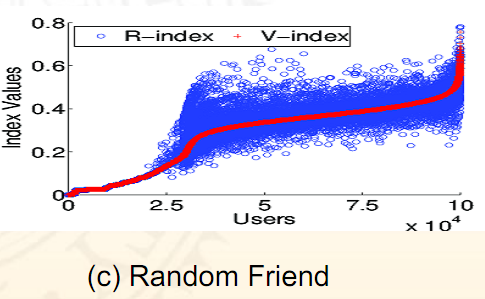 R-index V-index
Index Values
0.8
0.6
0.4
0.2
0
0 2.5 5 7.5 10
Users
x 10^4
(c) Random Friend